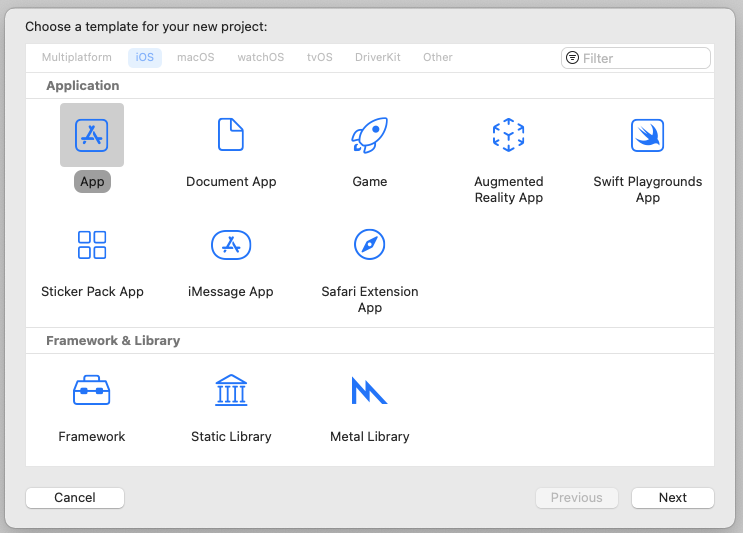 Choose a template for your new project:
Multiplatform iOS macOS watchOS tvOS DriverKit Other Filter
Application
App Document App Game Augmented Reality App Swift Playgrounds App
Sticker Pack App iMessage App Safari Extension App
Framework & Library
Framework Static Library Metal Library
Cancel Previous Next